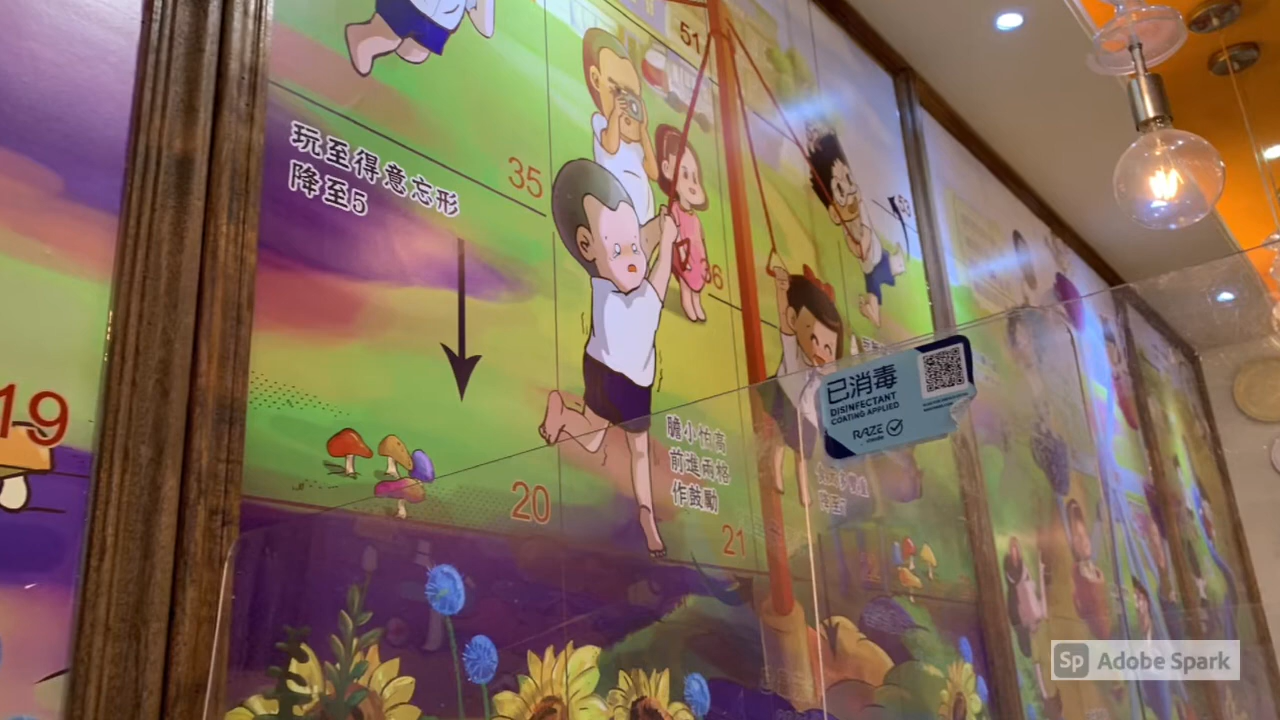 51
玩至得意忘形
降至5
35
36
19
已消毒
DISINFECTANT
COATING APPLIED
RAZE
膽小怕高
前進兩格
作鼓勵
20
21
Sp Adobe Spark